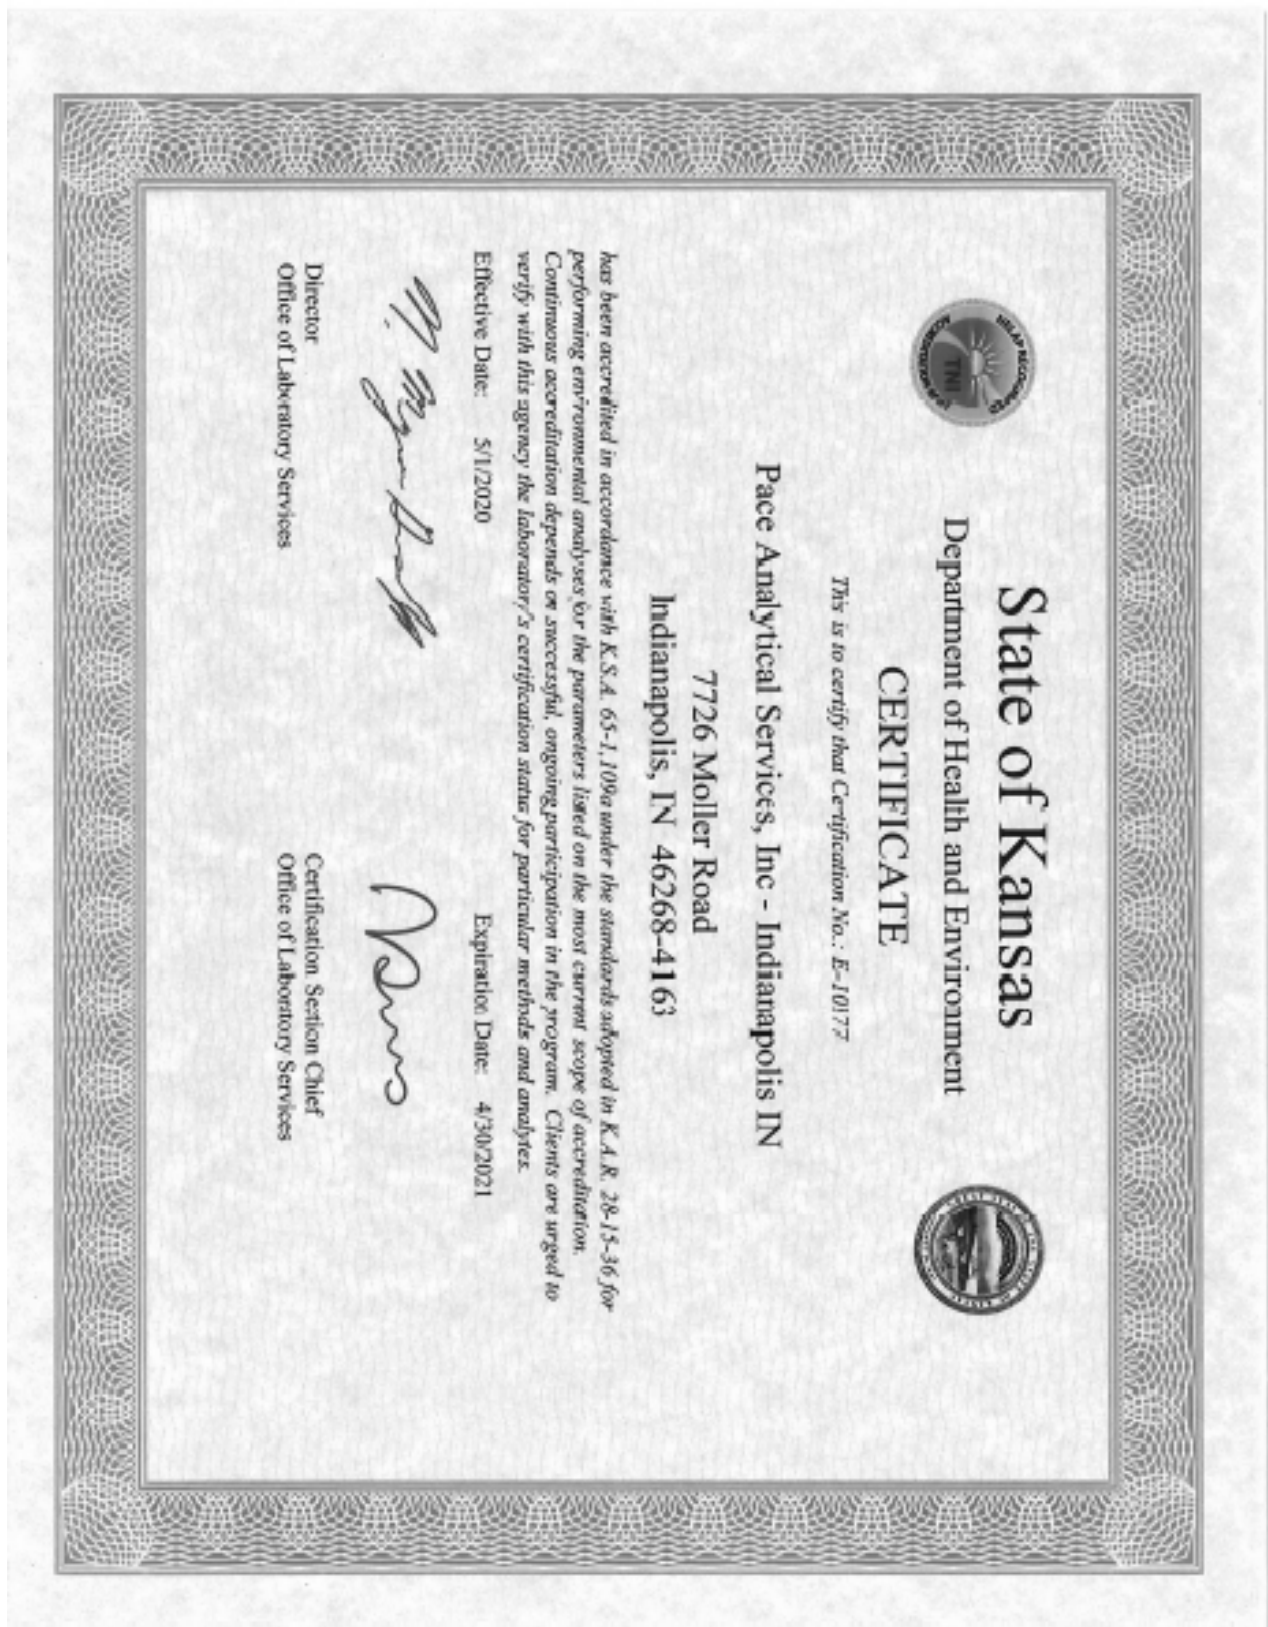 State of Kansas
Department of Health and Environment
CERTIFICATE
This is to certify that Certification No.: E-10177
Pace Analytical Services, Inc - Indianapolis IN
7726 Moller Road
Indianapolis, IN 46268-4163
has been accredited in accordance with K.S.A. 65-1,109a under the standards adopted in K.A.R. 28-15-36 for
performing environmental analyses for the parameters listed on the most current scope of accreditation.
Continuous accreditation depends on successful, ongoing participation in the program. Clients are urged to
verify with this agency the laboratory's certification status for particular methods and analytes.
Effective Date: 5/1/2020 Expiration Date: 4/30/2021
Director Certification Section Chief
Office of Laboratory Services Office of Laboratory Services
NELAP RECOGNIZED
TNI